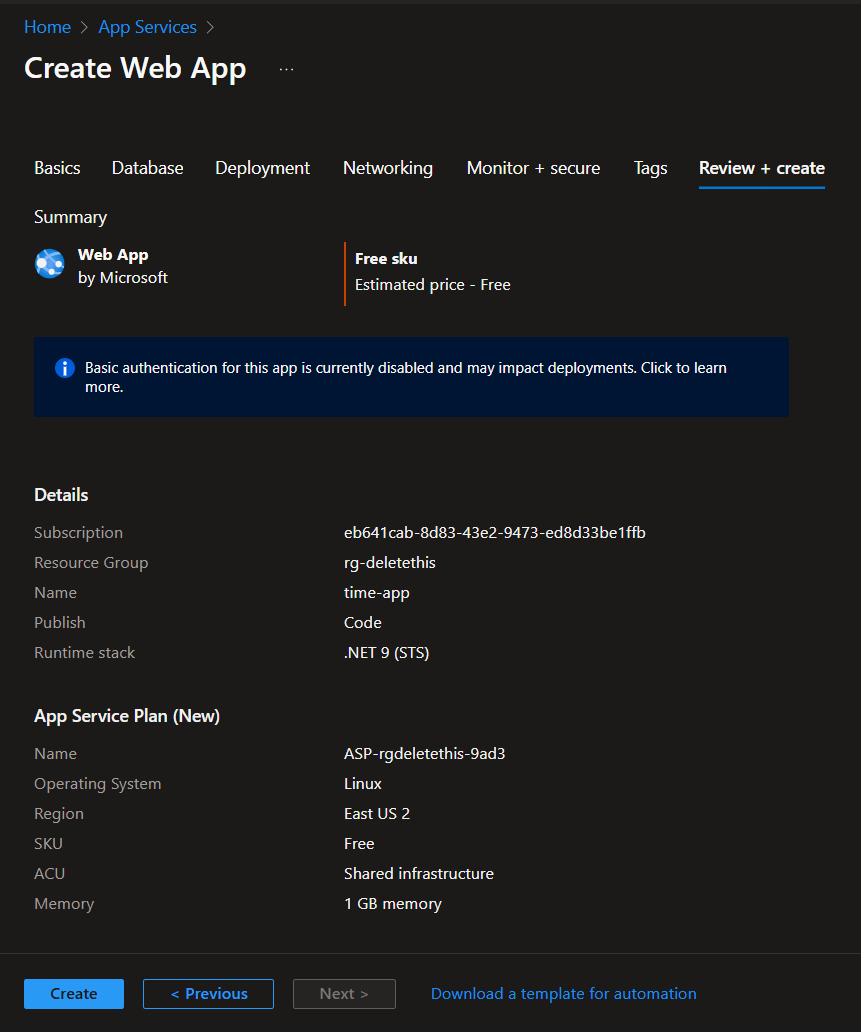 Home > App Services >
Create Web App ...
Basics Database Deployment Networking Monitor + secure Tags Review + create
Summary
Web App
by Microsoft
Free sku
Estimated price - Free
Basic authentication for this app is currently disabled and may impact deployments. Click to learn
more.
Details
Subscription eb641cab-8d83-43e2-9473-ed8d33be1ffb
Resource Group rg-deletethis
Name time-app
Publish Code
Runtime stack .NET 9 (STS)
App Service Plan (New)
Name ASP-rgdeletethis-9ad3
Operating System Linux
Region East US 2
SKU Free
ACU Shared infrastructure
Memory 1 GB memory
Create < Previous Next > Download a template for automation